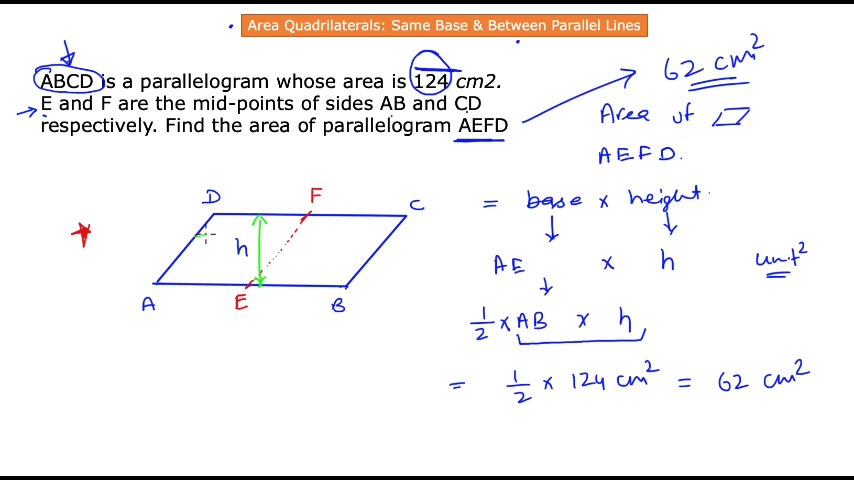 Area Quadrilaterals: Same Base & Between Parallel Lines
ABCD is a parallelogram whose area is 124 cm2.
E and F are the mid-points of sides AB and CD
respectively. Find the area of parallelogram AEFD
62 cm²
Area of ▱
AEFD.
= base × height.
AE × h unit²
1/2 × AB × h
= 1/2 × 124 cm² = 62 cm²
D F C
h
A E B